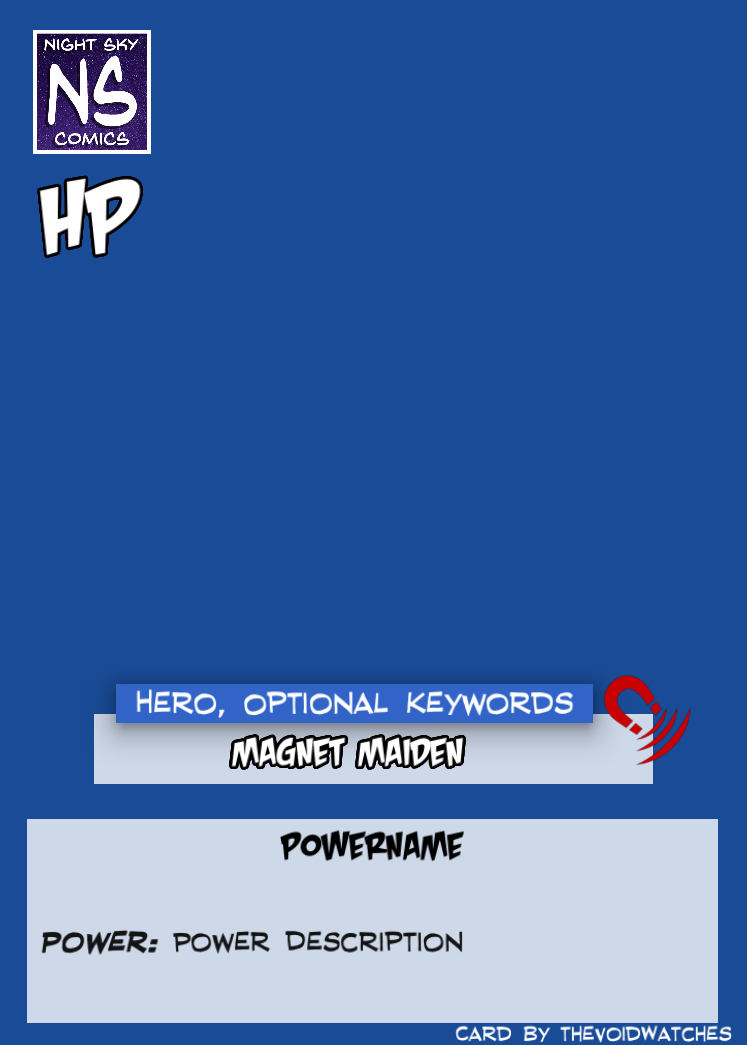 NIGHT SKY
NS
COMICS
HP
HERO, OPTIONAL KEYWORDS
MAGNET MAIDEN
POWERNAME
POWER: POWER DESCRIPTION
CARD BY THEVOIDWATCHES